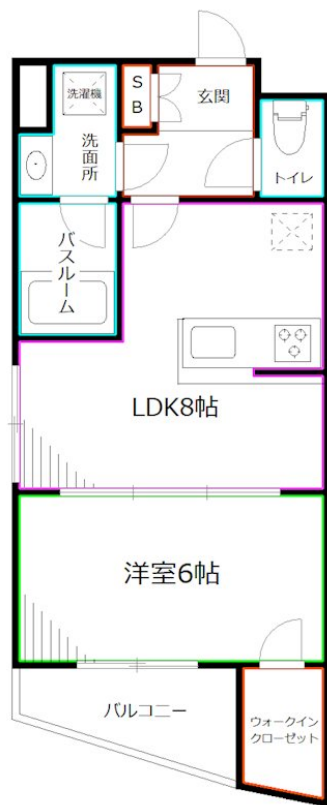 洗濯機
S
B
玄関
洗面所
トイレ
バスルーム
LDK8帖
洋室6帖
バルコニー
ウォークイン
クローゼット